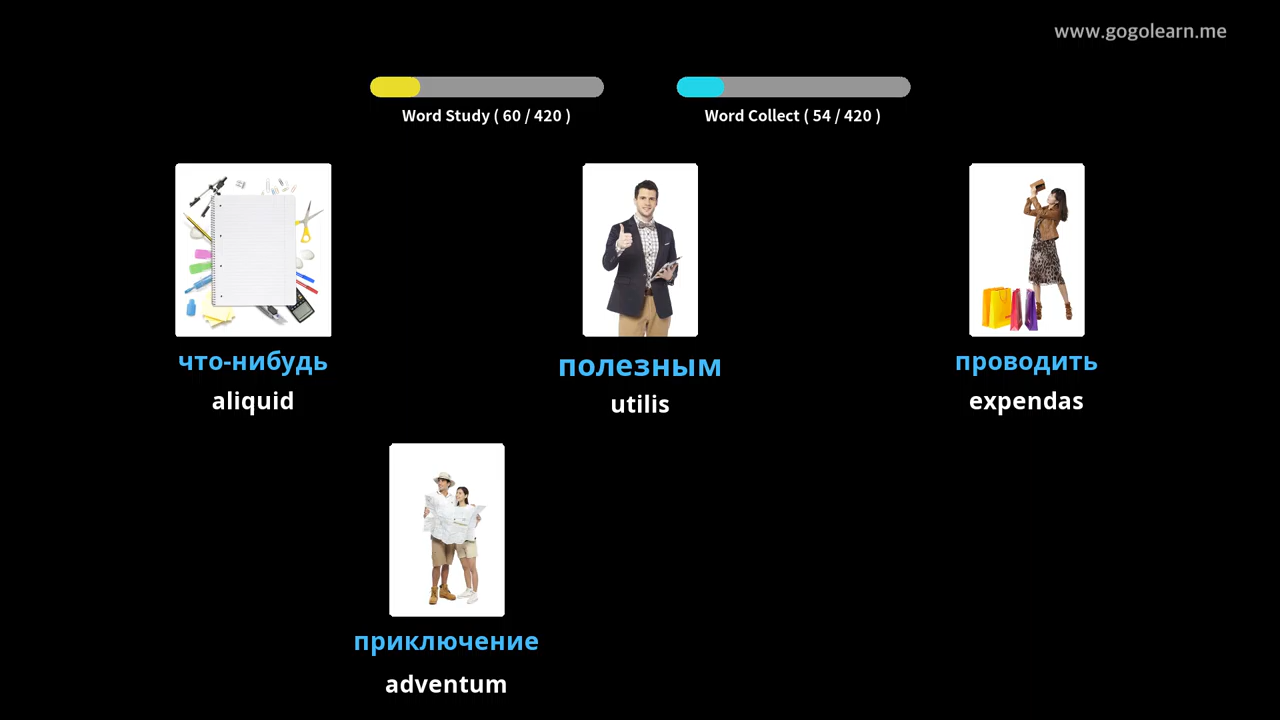 www.gogolearn.me
Word Study ( 60 / 420 )
Word Collect ( 54 / 420 )
что-нибудь
полезным
проводить
aliquid
utilis
expendas
приключение
adventum